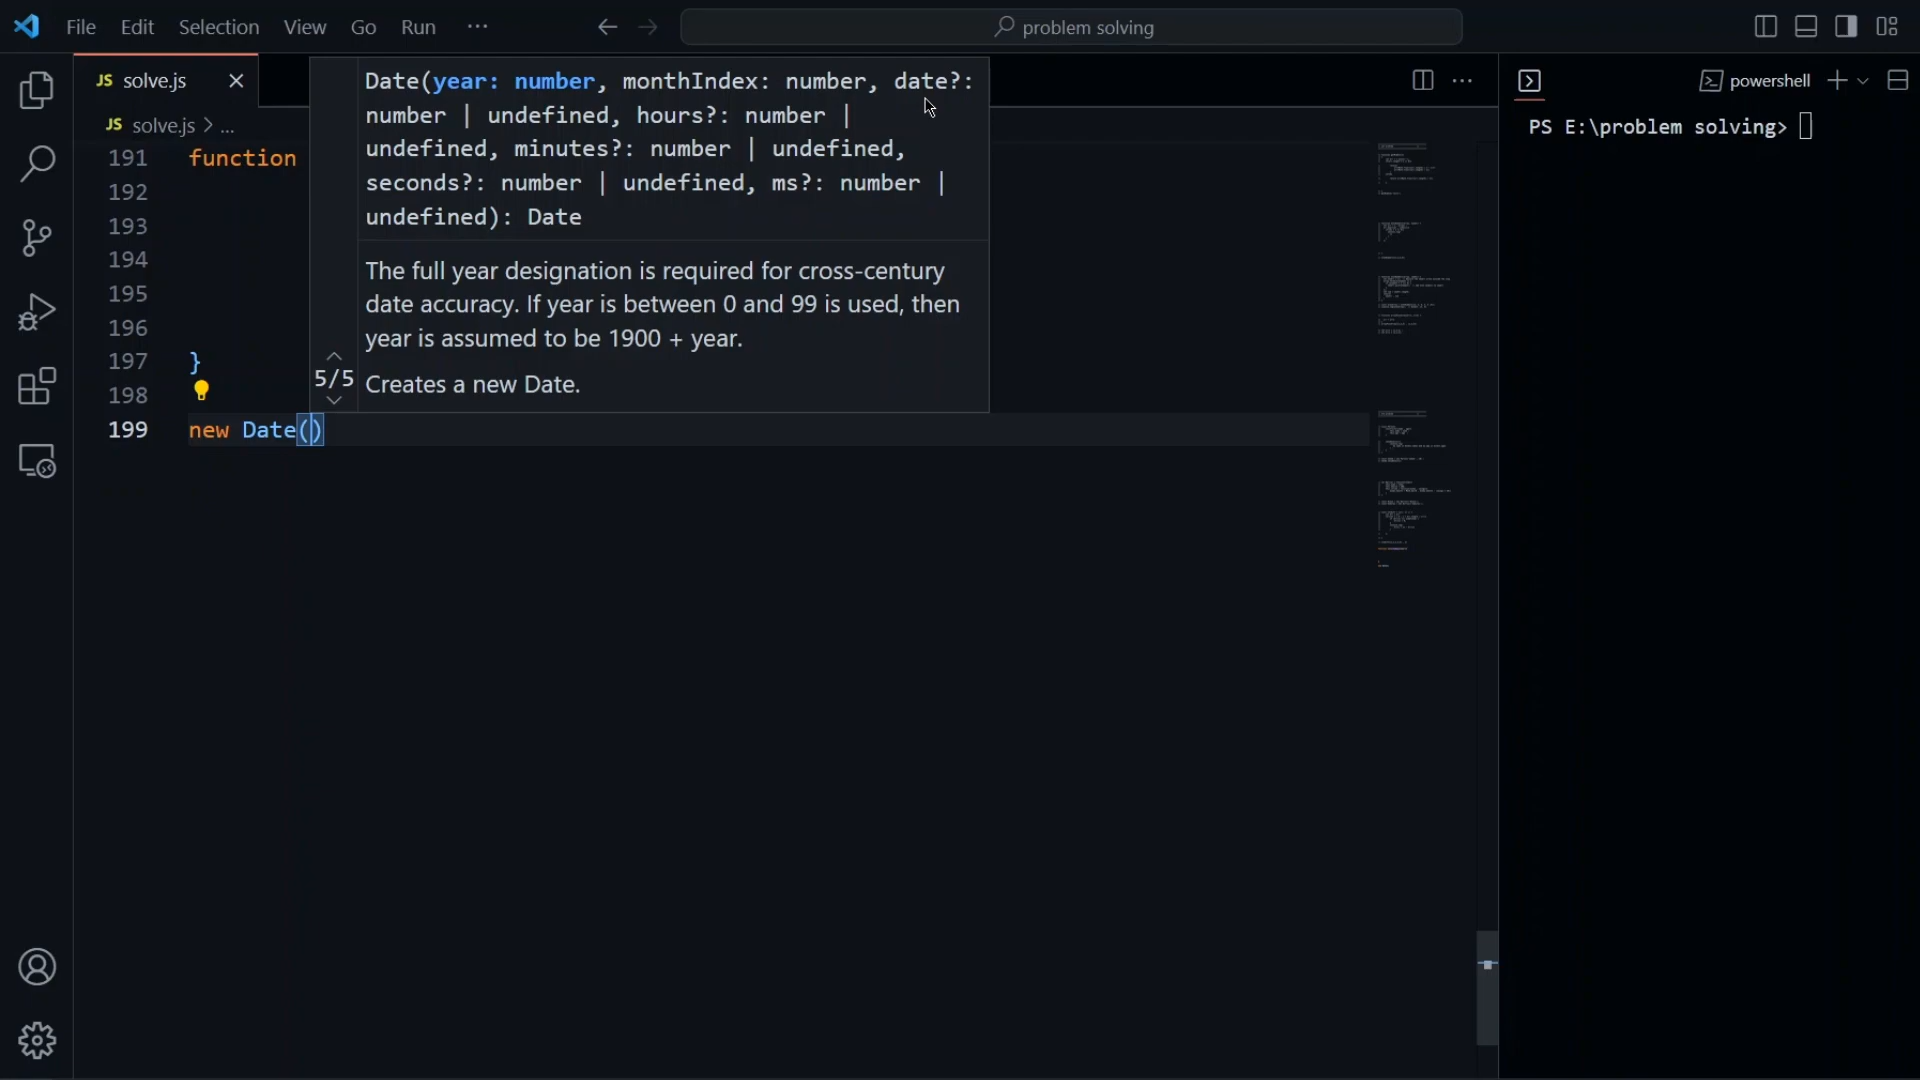 File Edit Selection View Go Run ··· problem solving
JS solve.js
powershell
JS solve.js > ...
PS E:\problem solving>
Date(year: number, monthIndex: number, date?:
number | undefined, hours?: number |
undefined, minutes?: number | undefined,
seconds?: number | undefined, ms?: number |
undefined): Date
The full year designation is required for cross-century
date accuracy. If year is between 0 and 99 is used, then
year is assumed to be 1900 + year.
5/5 Creates a new Date.
191 function
192
193
194
195
196
197 }
198
199 new Date()